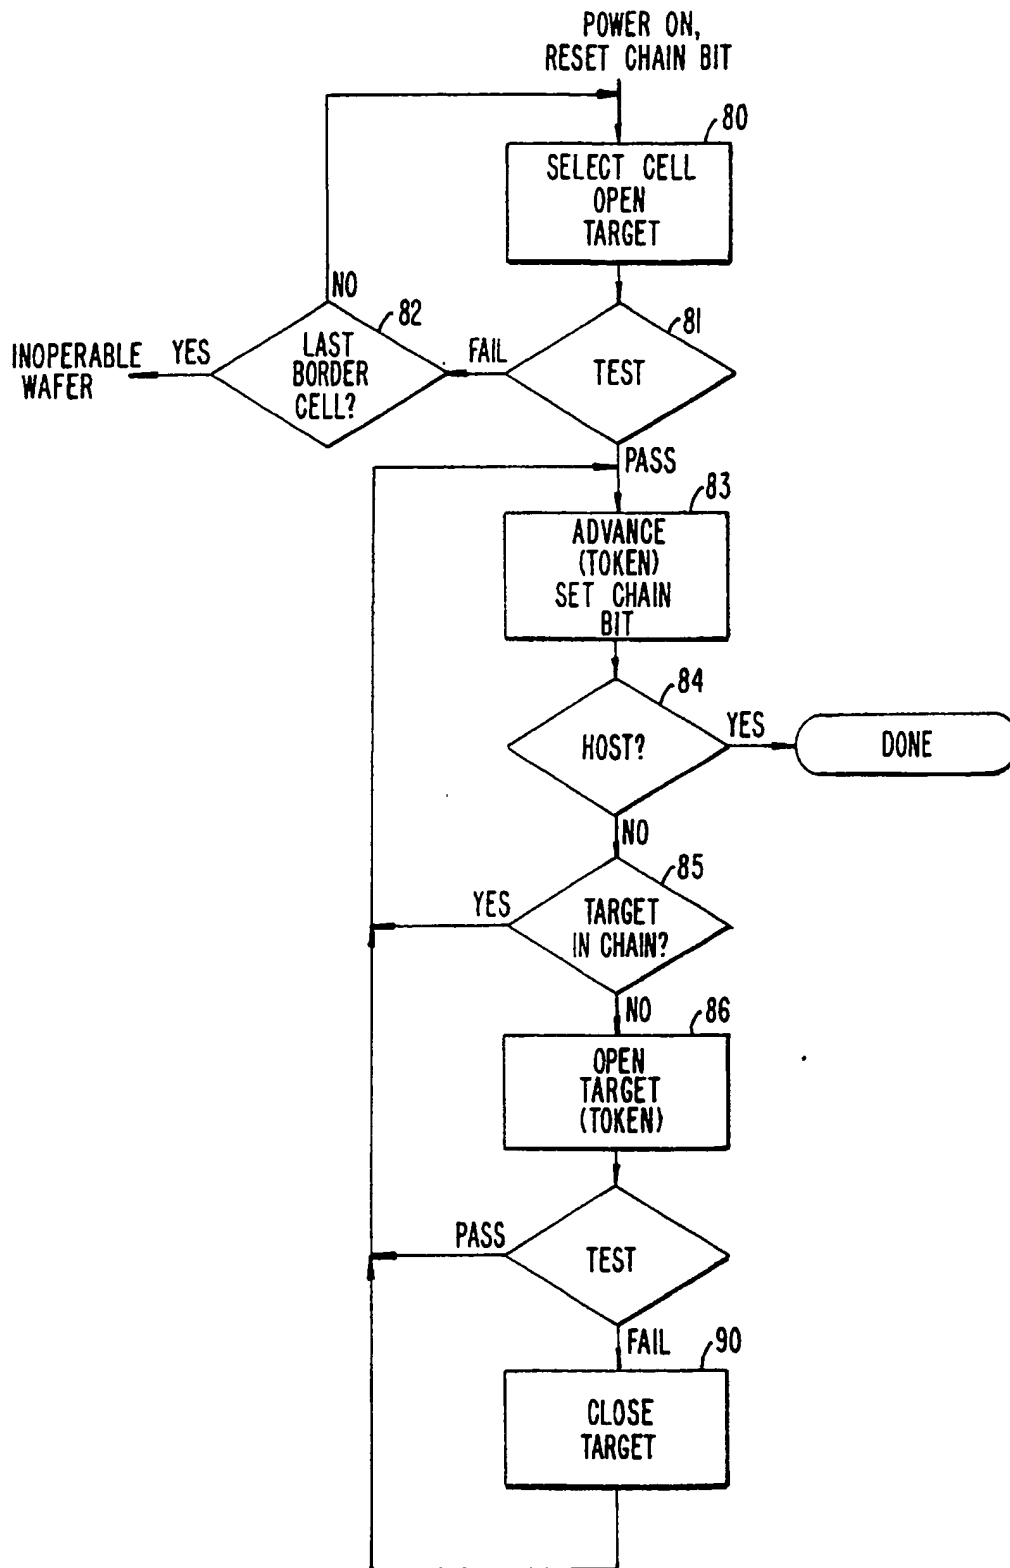 POWER ON,
RESET CHAIN BIT
80
SELECT CELL
OPEN
TARGET
NO
82
81
INOPERABLE
WAFER
YES
LAST
BORDER
CELL?
FAIL
TEST
PASS
83
ADVANCE
(TOKEN)
SET CHAIN
BIT
84
HOST?
YES
DONE
NO
85
YES
TARGET
IN CHAIN?
NO
86
OPEN
TARGET
(TOKEN)
PASS
TEST
FAIL
90
CLOSE
TARGET